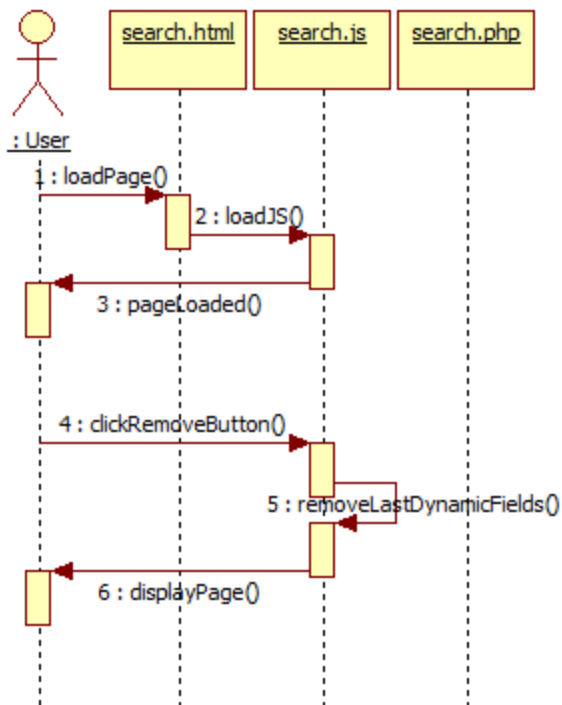 search.html
search.js
search.php
: User
1 : loadPage()
2 : loadJS()
3 : pageLoaded()
4 : clickRemoveButton()
5 : removeLastDynamicFields()
6 : displayPage()